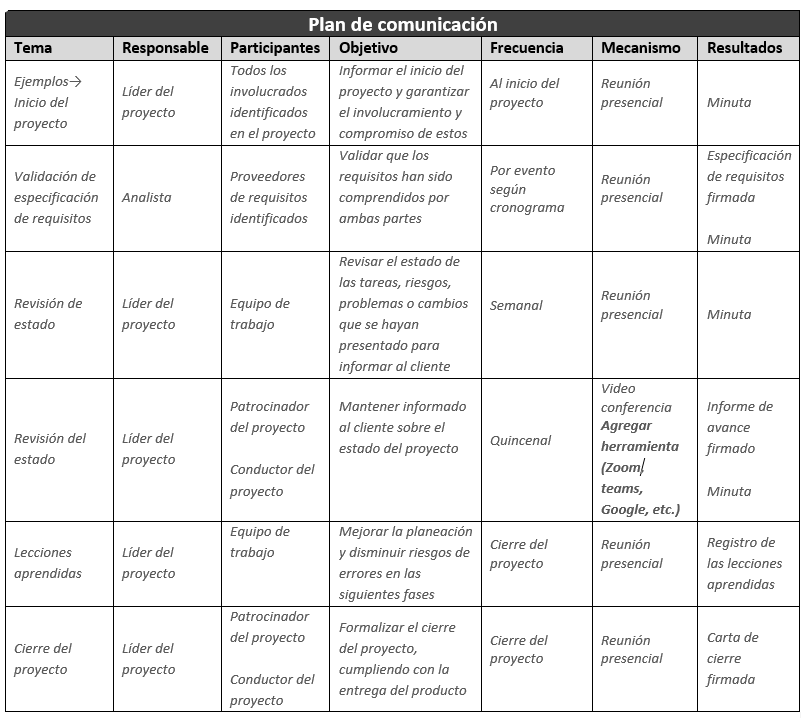 Plan de comunicación
Tema Responsable Participantes Objetivo Frecuencia Mecanismo Resultados
Ejemplos→
Inicio del
proyecto
Líder del
proyecto
Todos los
involucrados
identificados
en el proyecto
Informar el inicio del
proyecto y garantizar
el involucramiento y
compromiso de estos
Al inicio del
proyecto
Reunión
presencial
Minuta
Validación de
especificación
de requisitos
Analista
Proveedores
de requisitos
identificados
Validar que los
requisitos han sido
comprendidos por
ambas partes
Por evento
según
cronograma
Reunión
presencial
Especificación
de requisitos
firmada
Minuta
Revisión de
estado
Líder del
proyecto
Equipo de
trabajo
Revisar el estado de
las tareas, riesgos,
problemas o cambios
que se hayan
presentado para
informar al cliente
Semanal
Reunión
presencial
Minuta
Revisión del
estado
Líder del
proyecto
Patrocinador
del proyecto
Conductor del
proyecto
Mantener informado
al cliente sobre el
estado del proyecto
Quincenal
Video
conferencia
Agregar
herramienta
(Zoom,
teams,
Google, etc.)
Informe de
avance
firmado
Minuta
Lecciones
aprendidas
Líder del
proyecto
Equipo de
trabajo
Mejorar la planeación
y disminuir riesgos de
errores en las
siguientes fases
Cierre del
proyecto
Reunión
presencial
Registro de
las lecciones
aprendidas
Cierre del
proyecto
Líder del
proyecto
Patrocinador
del proyecto
Conductor del
proyecto
Formalizar el cierre
del proyecto,
cumpliendo con la
entrega del producto
Cierre del
proyecto
Reunión
presencial
Carta de
cierre
firmada